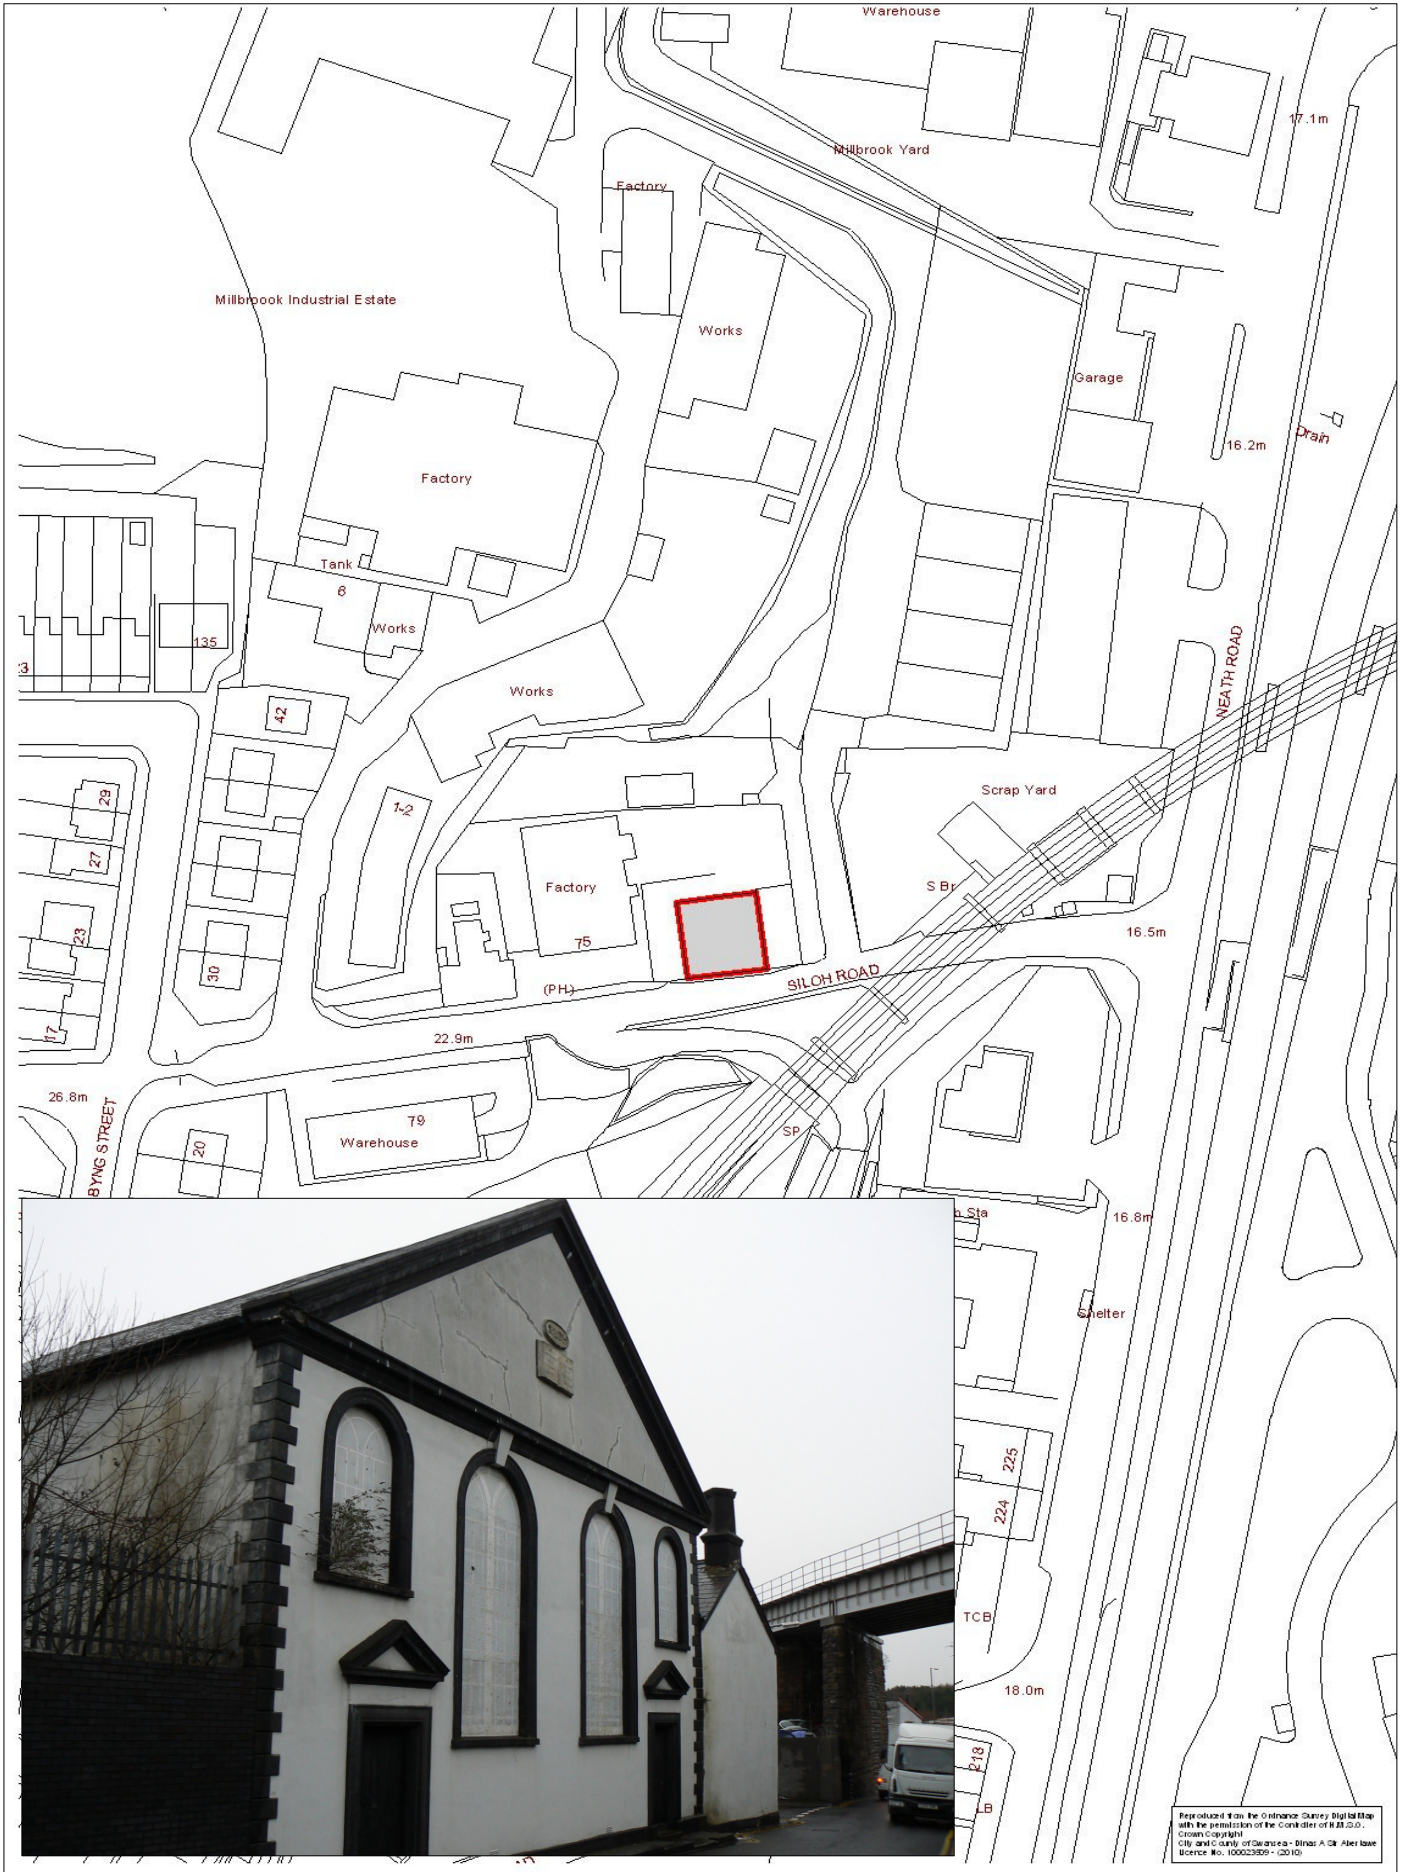 Warehouse
17.1m
Millbrook Yard
Factory
Millbroook Industrial Estate
Works
Garage
16.2m
Drain
Factory
Tank
6
Works
135
23
NEATH ROAD
Works
42
Scrap Yard
29
1-2
27
Factory
S Br
75
23
16.5m
30
SILOH ROAD
(PH)
17
22.9m
26.8m
79
BYNG STREET
20
Warehouse
SP
Sta
16.8m
Shelter
225
224
TCB
18.0m
218
LB
Reproduced from the Ordnance Survey Digital Map
with the permission of the Controller of H.M.S.O.
Crown Copyright
City and County of Swansea - Dinas A Sir Abertawe
Licence No. 100023509 - (2010)